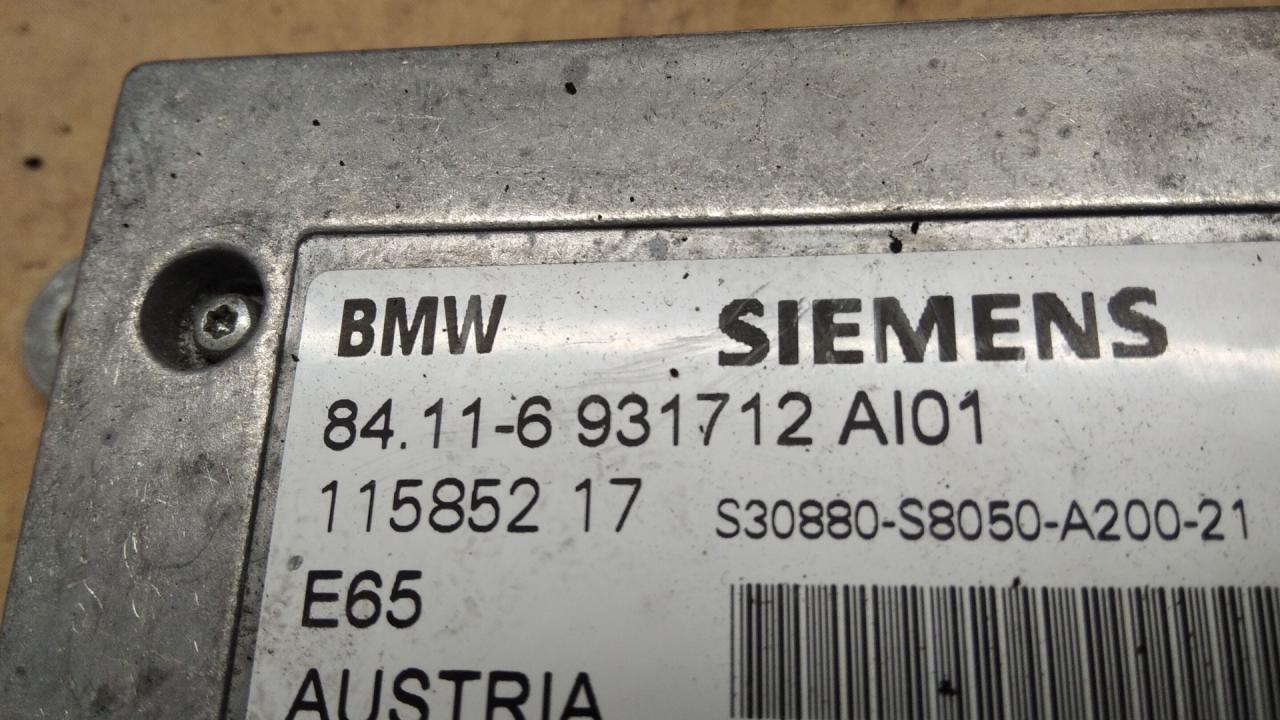 BMW SIEMENS
84.11-6 931712 AI01
115852 17 S30880-S8050-A200-21
E65
AUSTRIA